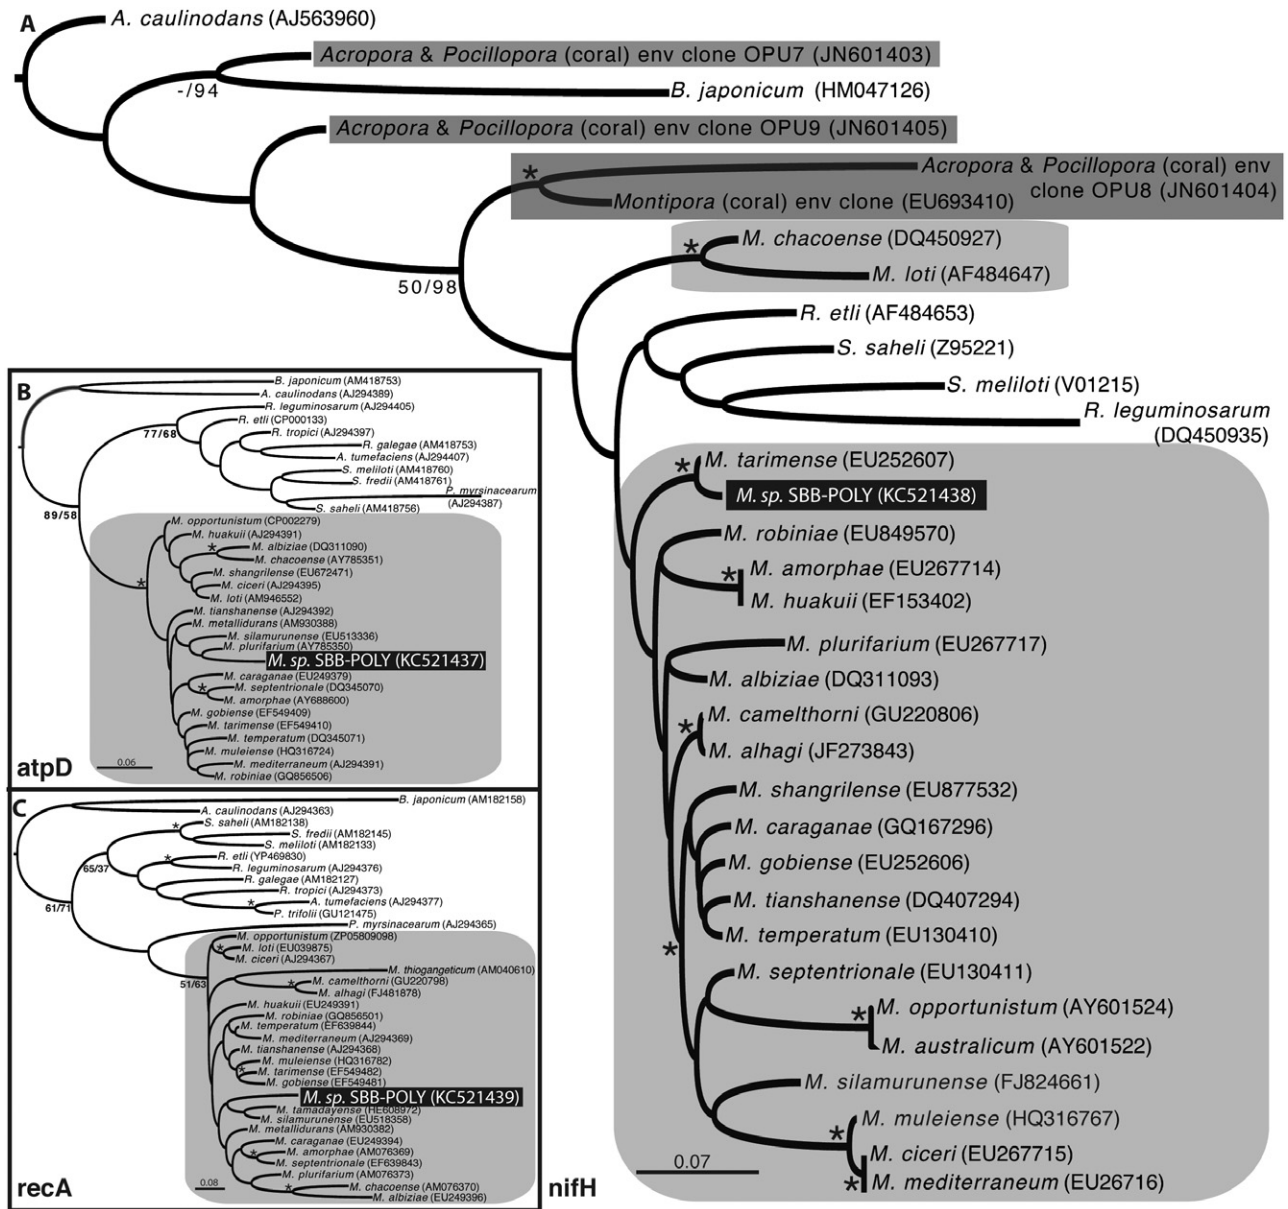 A
A. caulinodans (AJ563960)
Acropora & Pocillopora (coral) env clone OPU7 (JN601403)
-/94
B. japonicum (HM047126)
Acropora & Pocillopora (coral) env clone OPU9 (JN601405)
*
Acropora & Pocillopora (coral) env
clone OPU8 (JN601404)
Montipora (coral) env clone (EU693410)
50/98
*
M. chacoense (DQ450927)
M. loti (AF484647)
R. etli (AF484653)
S. saheli (Z95221)
S. meliloti (V01215)
R. leguminosarum
(DQ450935)
*
M. tarimense (EU252607)
M. sp. SBB-POLY (KC521438)
M. robiniae (EU849570)
*
M. amorphae (EU267714)
M. huakuii (EF153402)
M. plurifarium (EU267717)
M. albiziae (DQ311093)
*
M. camelthorni (GU220806)
M. alhagi (JF273843)
M. shangrilense (EU877532)
M. caraganae (GQ167296)
M. gobiense (EU252606)
M. tianshanense (DQ407294)
M. temperatum (EU130410)
*
M. septentrionale (EU130411)
*
M. opportunistum (AY601524)
M. australicum (AY601522)
M. silamurunense (FJ824661)
*
M. muleiense (HQ316767)
M. ciceri (EU267715)
*
M. mediterraneum (EU26716)
0.07
nifH
B
B. japonicum (AM418753)
A. caulinodans (AJ294389)
R. leguminosarum (AJ294405)
R. etli (CP000133)
77/68
R. tropici (AJ294397)
R. galegae (AM418753)
A. tumefaciens (AJ294407)
S. meliloti (AM418760)
S. fredii (AM418761)
P. myrsinacearum
(AJ294387)
S. saheli (AM418756)
89/58
*
M. opportunistum (CP002279)
M. huakuii (AJ294391)
*
M. albiziae (DQ311090)
M. chacoense (AY785351)
M. shangrilense (EU672471)
M. ciceri (AJ294395)
M. loti (AM946552)
M. tianshanense (AJ294392)
M. metallidurans (AM930388)
M. silamurunense (EU513336)
M. plurifarium (AY785350)
M. sp. SBB-POLY (KC521437)
M. caraganae (EU249379)
*
M. septentrionale (DQ345070)
M. amorphae (AY688600)
M. gobiense (EF549409)
M. tarimense (EF549410)
M. temperatum (DQ345071)
M. muleiense (HQ316724)
M. mediterraneum (AJ294391)
M. robiniae (GQ856506)
0.06
atpD
C
B. japonicum (AM182158)
A. caulinodans (AJ294363)
*
S. saheli (AM182138)
S. fredii (AM182145)
S. meliloti (AM182133)
65/37
*
R. etli (YP469830)
R. leguminosarum (AJ294376)
R. galegae (AM182127)
R. tropici (AJ294373)
*
A. tumefaciens (AJ294377)
P. trifolii (GU121475)
61/71
P. myrsinacearum (AJ294365)
51/63
M. opportunistum (ZP05809098)
*
M. loti (EU039875)
M. ciceri (AJ294367)
M. thiogangeticum (AM040610)
*
M. camelthorni (GU220798)
M. alhagi (FJ481878)
M. huakuii (EU249391)
M. robiniae (GQ856501)
M. temperatum (EF639844)
M. mediterraneum (AJ294369)
M. tianshanense (AJ294368)
M. muleiense (HQ316782)
*
M. tarimense (EF549482)
M. gobiense (EF549481)
M. sp. SBB-POLY (KC521439)
M. tamadayense (HE608972)
M. silamurunense (EU518358)
M. metallidurans (AM930382)
M. caraganae (EU249394)
*
M. amorphae (AM076369)
M. septentrionale (EF639843)
M. plurifarium (AM076373)
*
M. chacoense (AM076370)
M. albiziae (EU249396)
0.08
recA